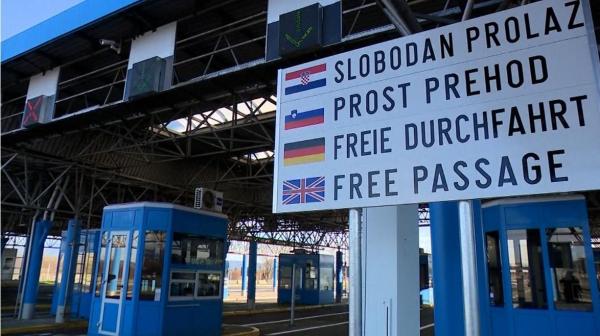 SLOBODAN PROLAZ
PROST PREHOD
FREIE DURCHFAHRT
FREE PASSAGE